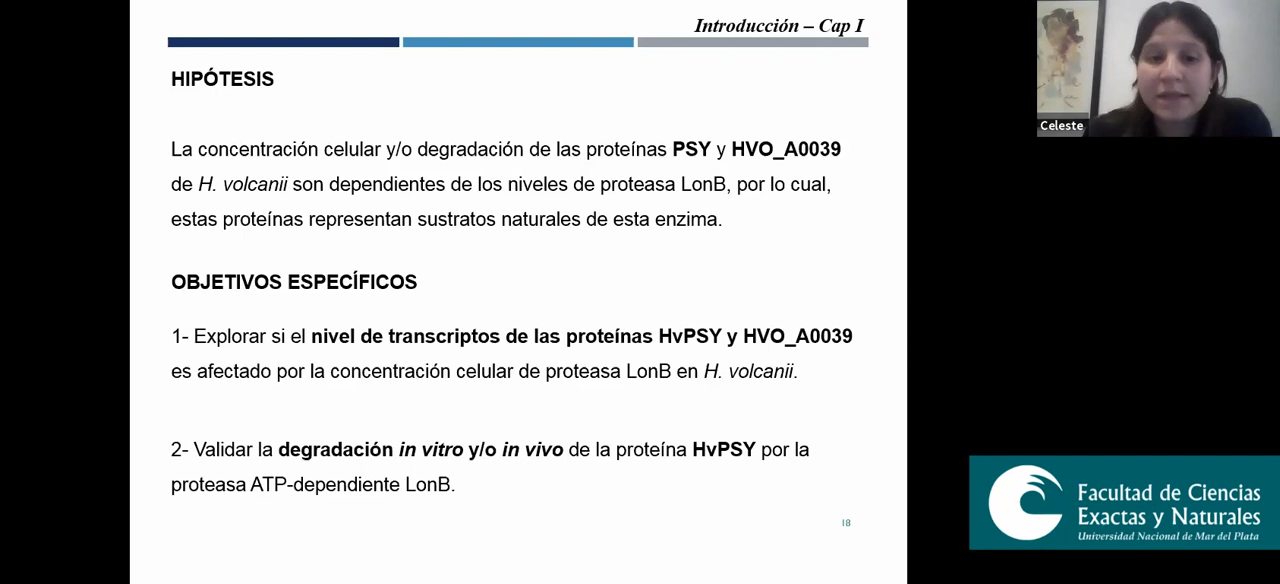 Introducción – Cap I
HIPÓTESIS
La concentración celular y/o degradación de las proteínas PSY y HVO_A0039
de H. volcanii son dependientes de los niveles de proteasa LonB, por lo cual,
estas proteínas representan sustratos naturales de esta enzima.
OBJETIVOS ESPECÍFICOS
1- Explorar si el nivel de transcriptos de las proteínas HvPSY y HVO_A0039
es afectado por la concentración celular de proteasa LonB en H. volcanii.
2- Validar la degradación in vitro y/o in vivo de la proteína HvPSY por la
proteasa ATP-dependiente LonB.
18
Celeste
Facultad de Ciencias
Exactas y Naturales
Universidad Nacional de Mar del Plata